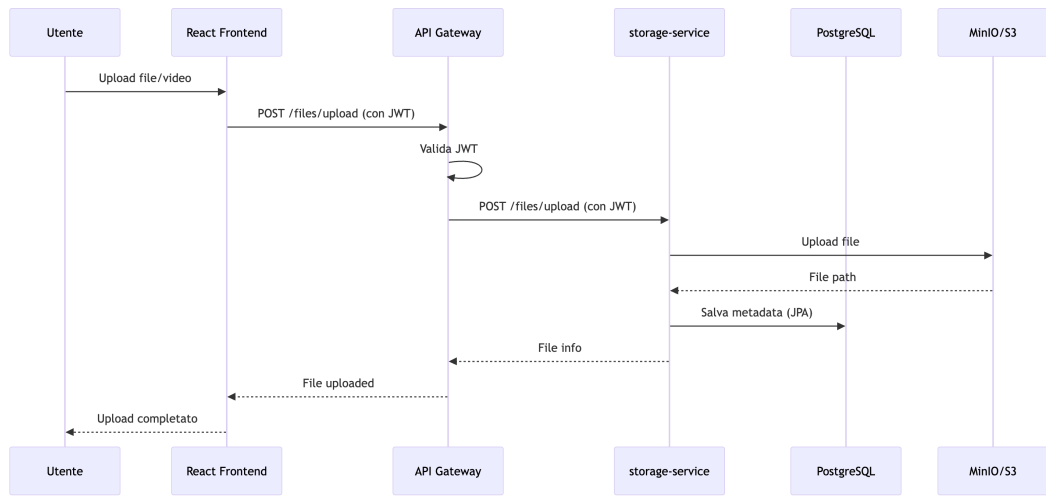 Utente
React Frontend
API Gateway
storage-service
PostgreSQL
MinIO/S3
Upload file/video
POST /files/upload (con JWT)
Valida JWT
POST /files/upload (con JWT)
Upload file
File path
Salva metadata (JPA)
File info
File uploaded
Upload completato
Utente
React Frontend
API Gateway
storage-service
PostgreSQL
MinIO/S3